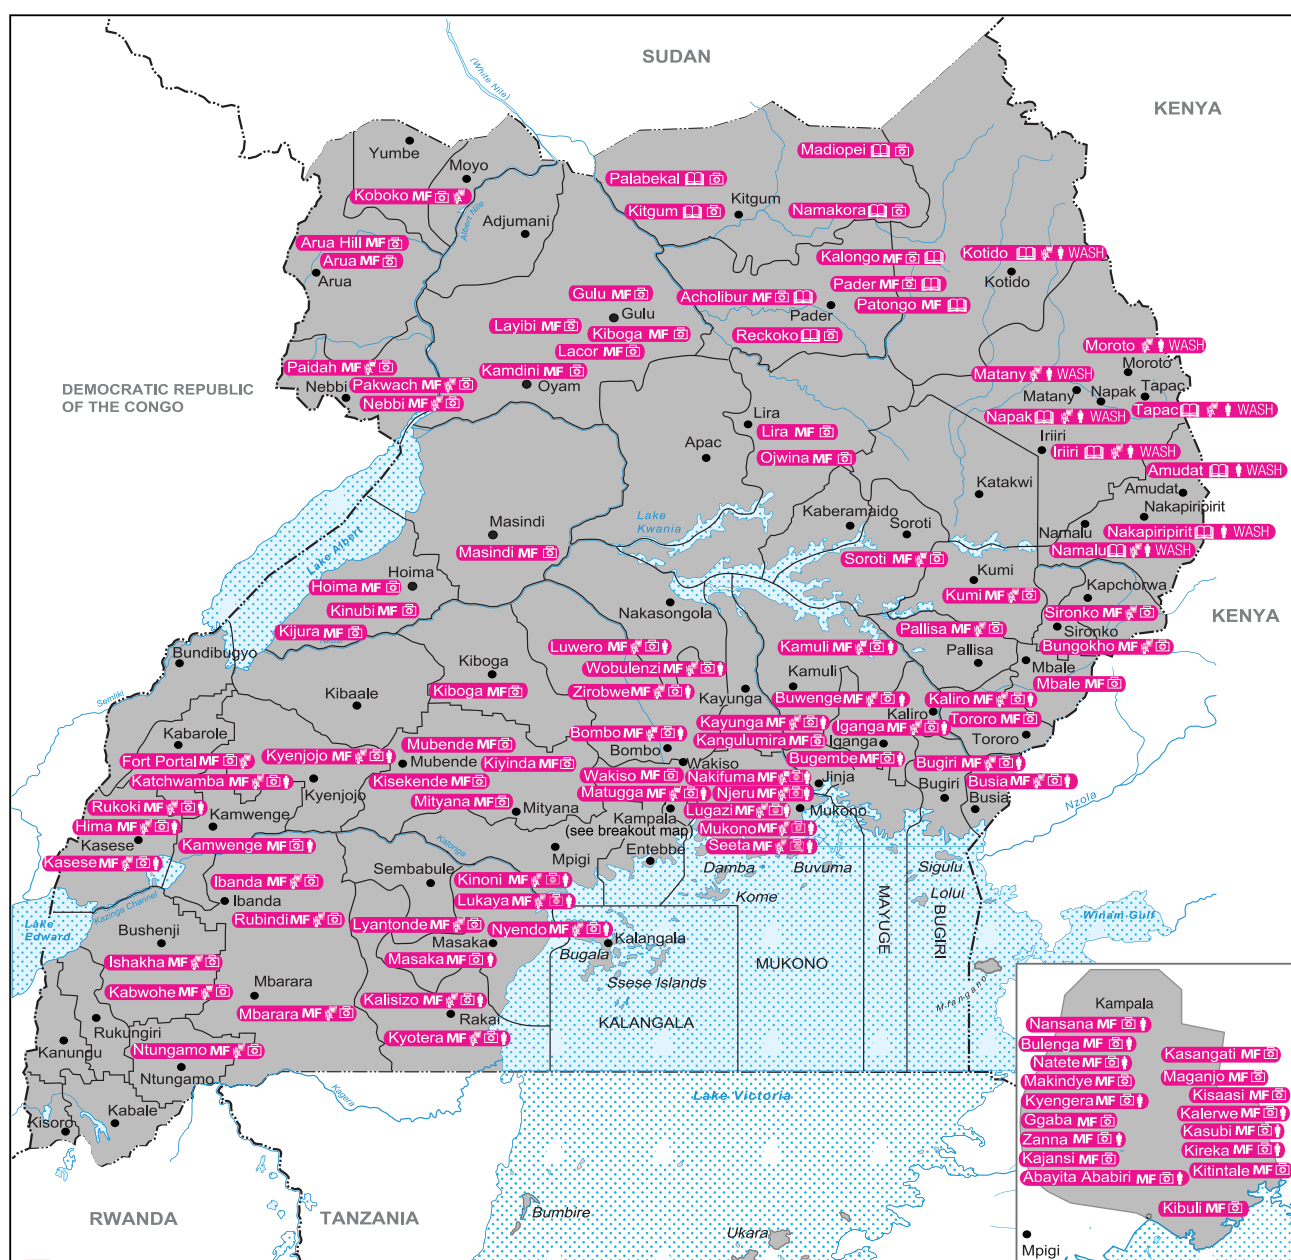 SUDAN
KENYA
(White Nile)
Yumbe
Moyo
Koboko MF
Albert Nile
Adjumani
Arua Hill MF
Arua MF
Arua
Madiopei
Palabekal
Kitgum
Kitgum
Namakora
Kalongo MF
Kotido WASH
Kotido
Pader MF
Acholibur MF
Patongo MF
Pader
Reckoko
Gulu MF
Gulu
Layibi MF
Kiboga MF
Lacor MF
Kamdini MF
Oyam
Paidah MF
Nebbi
Pakwach MF
Nebbi MF
DEMOCRATIC REPUBLIC
OF THE CONGO
Moroto WASH
Moroto
Matany WASH
Matany
Napak
Tapac
Tapac WASH
Napak WASH
Iriiri
Iriiri WASH
Amudat WASH
Amudat
Nakapiripirit
Namalu
Nakapiripirit WASH
Namalu WASH
Lira
Lira MF
Apac
Ojwina MF
Katakwi
Lake
Kwania
Kaberamaido
Soroti
Soroti MF
Masindi
Masindi MF
Lake Albert
Hoima
Hoima MF
Kinubi MF
Kijura MF
Nakasongola
Kumi
Kumi MF
Kapchorwa
Sironko MF
Sironko
KENYA
Bungokho MF
Pallisa MF
Pallisa
Mbale
Mbale MF
Bundibugyo
Semliki
Kiboga
Kiboga MF
Kibaale
Luwero MF
Wobulenzi MF
Zirobwe MF
Kamuli MF
Kamuli
Kayunga
Buwenge MF
Kaliro MF
Kaliro
Kayunga MF
Iganga MF
Tororo MF
Tororo
Kangulumira MF
Iganga
Bugembe MF
Bugiri MF
Busia MF
Bugiri
Busia
Nzola
Kabarole
Fort Portal MF
Katchwamba MF
Kyenjojo MF
Kyenjojo
Mubende MF
Mubende
Kiyinda MF
Kisekende MF
Mityana MF
Mityana
Bombo MF
Bombo
Wakiso
Wakiso MF
Nakifuma MF
Jinja
Matugga MF
Njeru MF
Lugazi MF
Mukono
Kampala
(see breakout map)
Mukono MF
Entebbe
Seeta MF
Rukoki MF
Hima MF
Kamwenge
Kasese
Kamwenge MF
Kasese MF
Katonga
Mpigi
Sembabule
Kinoni MF
Lukaya MF
Damba
Kome
Buvuma
Sigulu
Lolui
Ibanda MF
Ibanda
Kazinga Channel
Rubindi MF
Lake
Edward
Bushenji
Ishakha MF
Kabwohe MF
Lyantonde MF
Nyendo MF
Masaka
Masaka MF
Kalangala
Bugala
Ssese Islands
MAYUGE
BUGIRI
MUKONO
KALANGALA
Winam Gulf
Mfangano
Mbarara
Mbarara MF
Kalisizo MF
Rakai
Kyotera MF
Rukungiri
Kanungu
Ntungamo MF
Ntungamo
Kabale
Kisoro
Kagera
Lake Victoria
RWANDA
TANZANIA
Bumbire
Ukara
Kampala
Nansana MF
Bulenga MF
Natete MF
Kasangati MF
Makindye MF
Maganjo MF
Kyengera MF
Kisaasi MF
Ggaba MF
Kalerwe MF
Zanna MF
Kasubi MF
Kajansi MF
Kireka MF
Abayita Ababiri MF
Kitintale MF
Kibuli MF
Mpigi